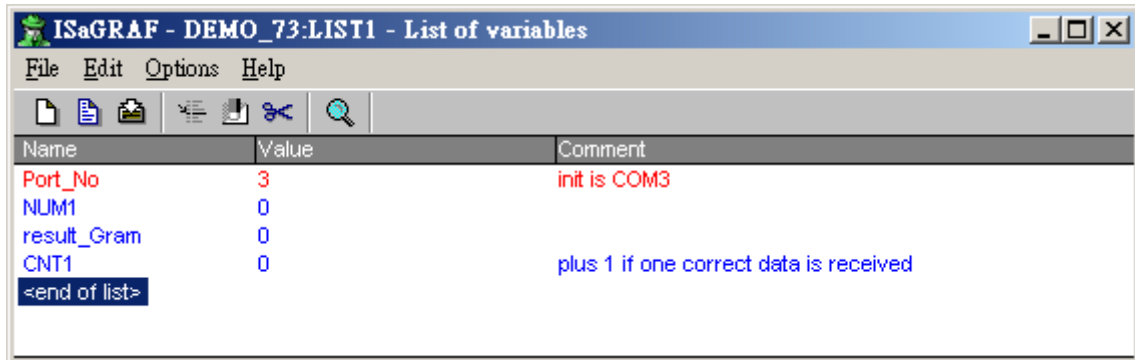 ISaGRAF - DEMO_73:LIST1 - List of variables
File Edit Options Help
Name Value Comment
Port_No 3 init is COM3
NUM1 0
result_Gram 0
CNT1 0 plus 1 if one correct data is received
<end of list>